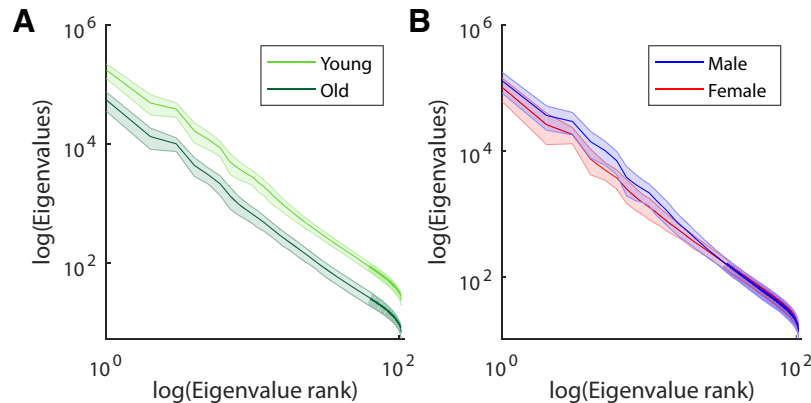 A
10^6
10^4
10^2
log(Eigenvalues)
Young
Old
10^0
10^2
log(Eigenvalue rank)
B
10^6
10^4
10^2
log(Eigenvalues)
Male
Female
10^0
10^2
log(Eigenvalue rank)